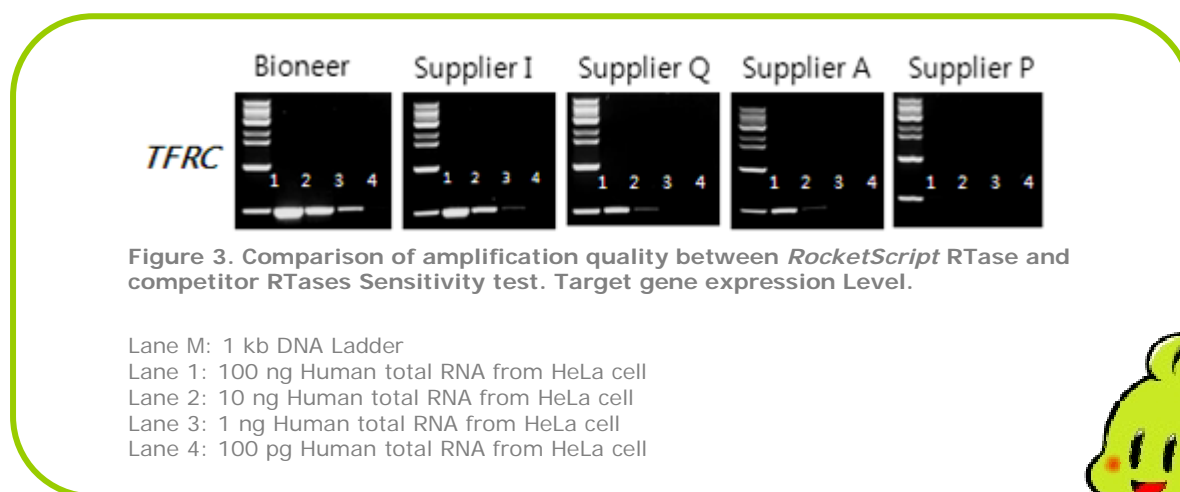 Bioneer Supplier I Supplier Q Supplier A Supplier P
TFRC
1 2 3 4 1 2 3 4 1 2 3 4 1 2 3 4 1 2 3 4
Figure 3. Comparison of amplification quality between RocketScript RTase and
competitor RTases Sensitivity test. Target gene expression Level.
Lane M: 1 kb DNA Ladder
Lane 1: 100 ng Human total RNA from HeLa cell
Lane 2: 10 ng Human total RNA from HeLa cell
Lane 3: 1 ng Human total RNA from HeLa cell
Lane 4: 100 pg Human total RNA from HeLa cell